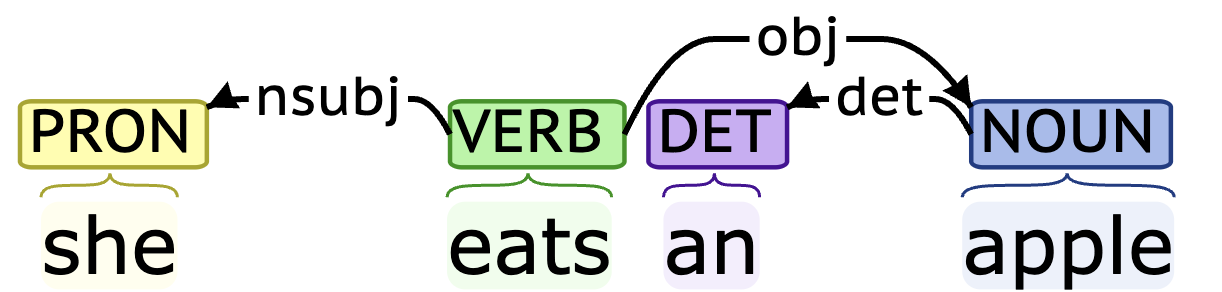 obj
nsubj det
PRON VERB DET NOUN
she eats an apple